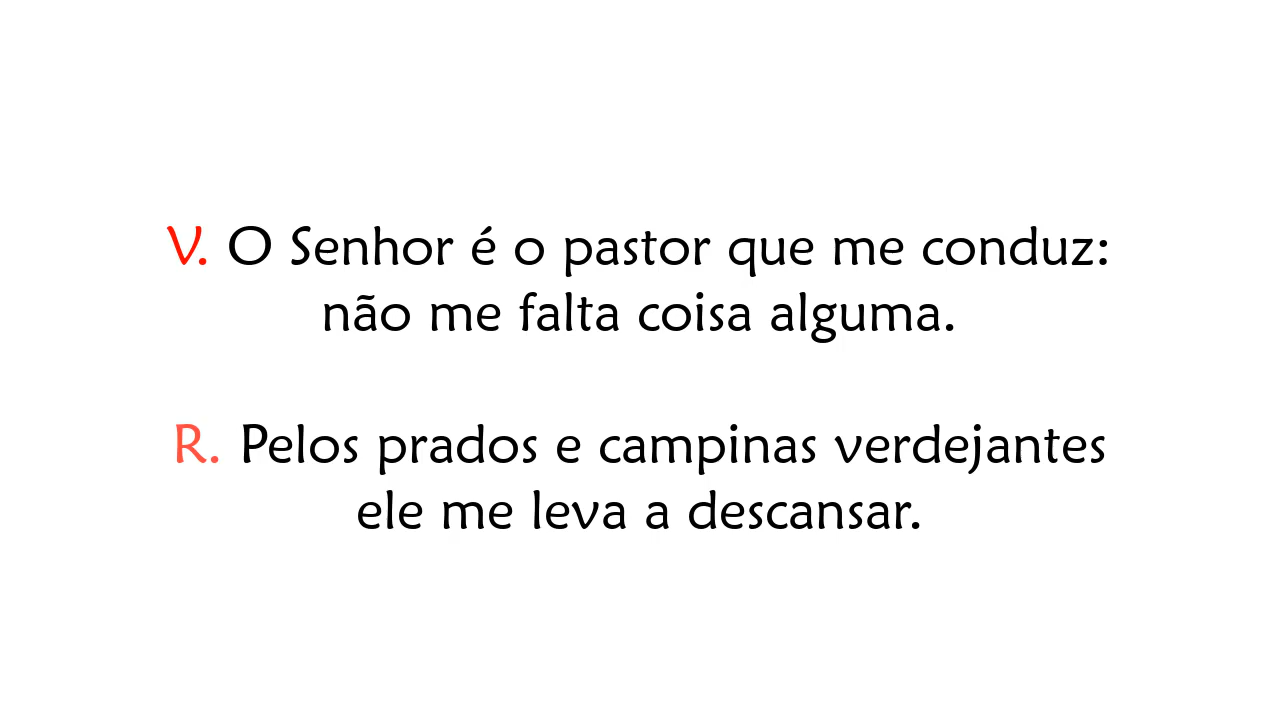 V. O Senhor é o pastor que me conduz:
não me falta coisa alguma.
R. Pelos prados e campinas verdejantes
ele me leva a descansar.